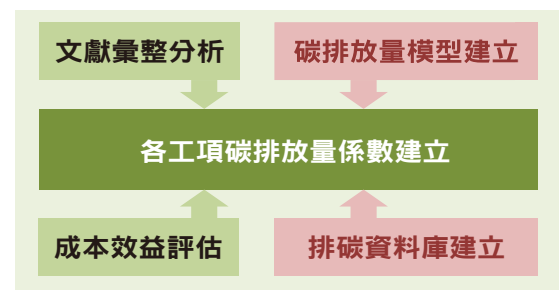 文獻彙整分析
碳排放量模型建立
各工項碳排放量係數建立
成本效益評估
排碳資料庫建立